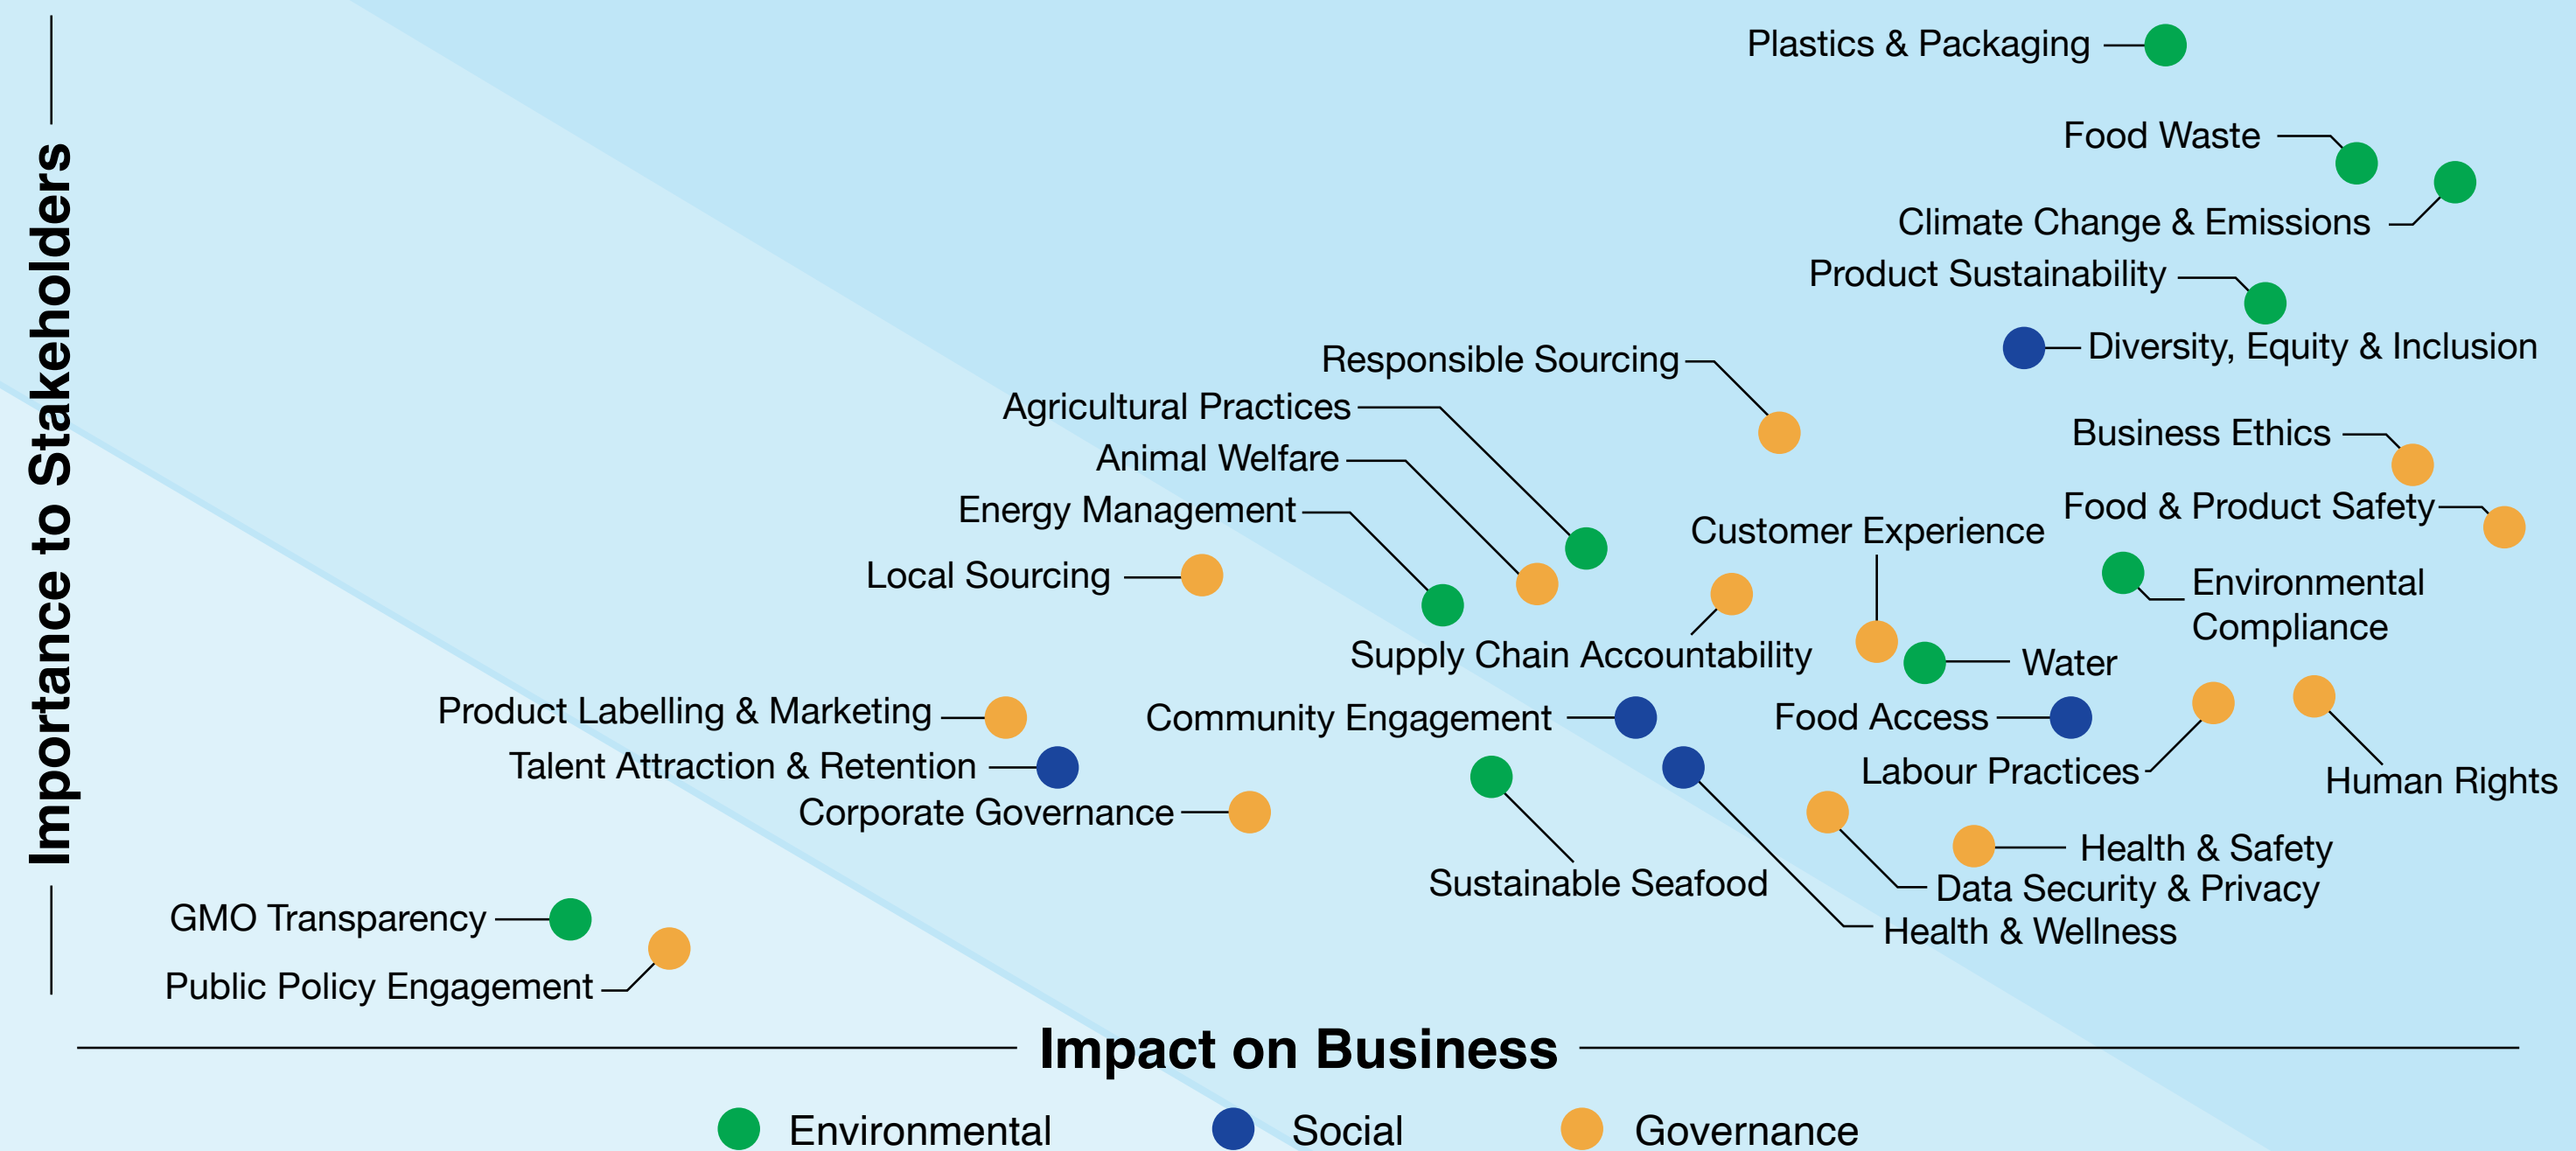 Importance to Stakeholders
Plastics & Packaging
Food Waste
Climate Change & Emissions
Product Sustainability
Diversity, Equity & Inclusion
Responsible Sourcing
Agricultural Practices
Business Ethics
Animal Welfare
Energy Management
Food & Product Safety
Customer Experience
Local Sourcing
Environmental
Compliance
Supply Chain Accountability
Water
Product Labelling & Marketing
Community Engagement
Food Access
Talent Attraction & Retention
Labour Practices
Human Rights
Corporate Governance
Health & Safety
Sustainable Seafood
Data Security & Privacy
GMO Transparency
Health & Wellness
Public Policy Engagement
Impact on Business
Environmental
Social
Governance